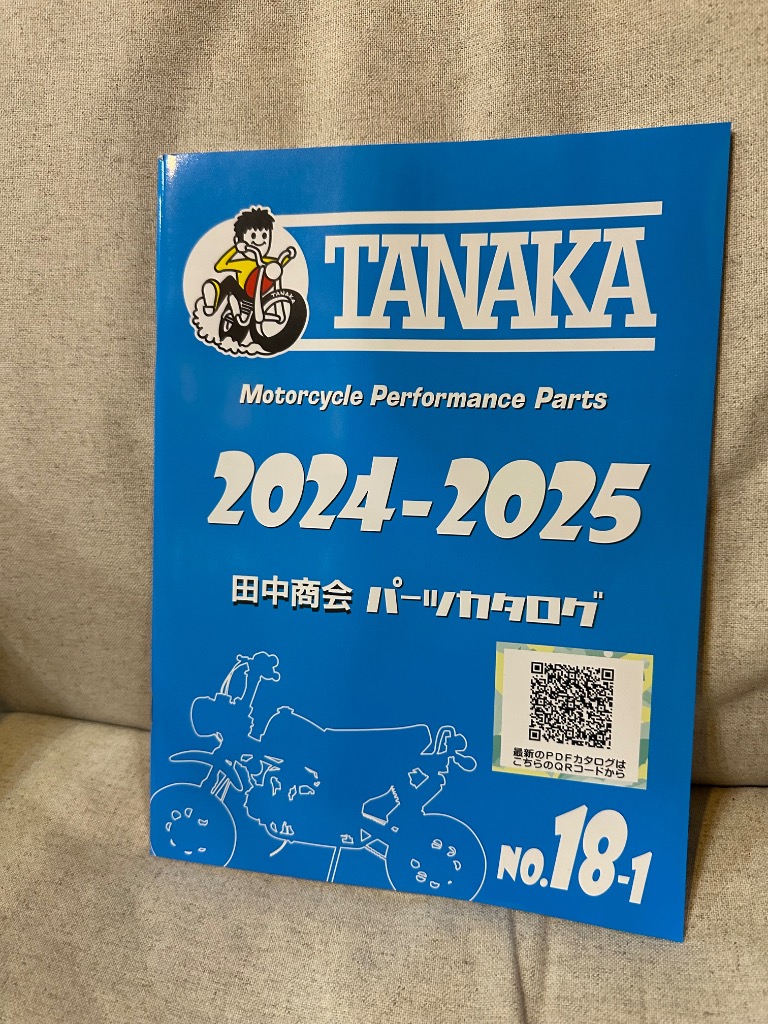 TANAKA
TANAKA
Motorcycle Performance Parts
2024-2025
田中商会 パーツカタログ
最新のPDFカタログは
こちらのQRコードから
NO.18-1